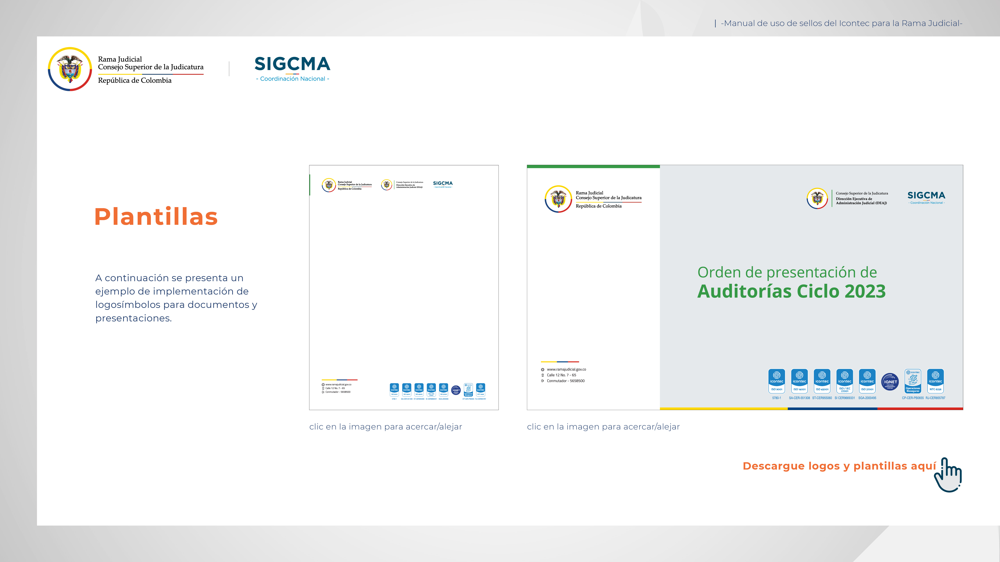 | -Manual de uso de sellos del Icontec para la Rama Judicial-
Rama Judicial
Consejo Superior de la Judicatura
República de Colombia
SIGCMA
- Coordinación Nacional -
Plantillas
A continuación se presenta un
ejemplo de implementación de
logosímbolos para documentos y
presentaciones.
Rama Judicial
Consejo Superior de la Judicatura
República de Colombia
Consejo Superior de la Judicatura
Dirección Ejecutiva de
Administración Judicial (DEAJ)
SIGCMA
- Coordinación Nacional -
www.ramajudicial.gov.co
Calle 12 No. 7 - 65
Conmutador - 5658500
icontec icontec icontec icontec icontec IQNET icontec icontec
ISO 9001 ISO 14001 ISO 45001 ISO / IEC 27001 ISO 37001 Operaciones Bioseguras NTC 6256
5780-1 SA-CER-551308 ST-CER955060 SI CER9669331 SGA-2000495 CP-CER-PB0655 RJ-CER855787
clic en la imagen para acercar/alejar
Rama Judicial
Consejo Superior de la Judicatura
República de Colombia
Consejo Superior de la Judicatura
Dirección Ejecutiva de
Administración Judicial (DEAJ)
SIGCMA
- Coordinación Nacional -
Orden de presentación de
Auditorías Ciclo 2023
www.ramajudicial.gov.co
Calle 12 No. 7 - 65
Conmutador - 5658500
icontec icontec icontec icontec icontec IQNET CERTIFIED MANAGEMENT SYSTEM icontec icontec
ISO 9001 ISO 14001 ISO 45001 ISO / IEC 27001 ISO 37001 Operaciones Bioseguras NTC 6256
5780-1 SA-CER-551308 ST-CER955060 SI CER9669331 SGA-2000495 CP-CER-PB0655 RJ-CER855787
clic en la imagen para acercar/alejar
Descargue logos y plantillas aquí